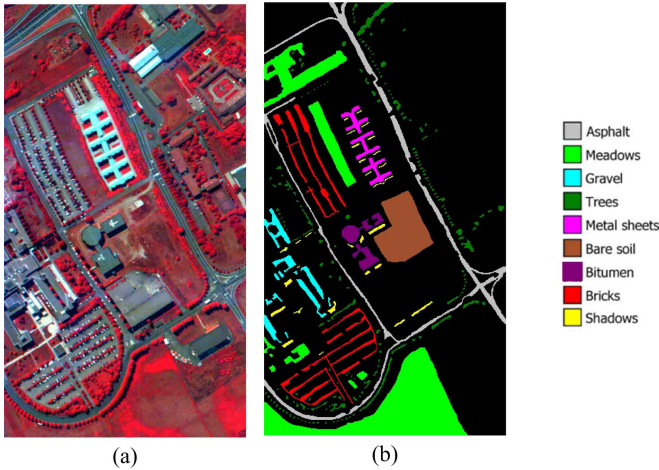 Asphalt
Meadows
Gravel
Trees
Metal sheets
Bare soil
Bitumen
Bricks
Shadows
(a)
(b)